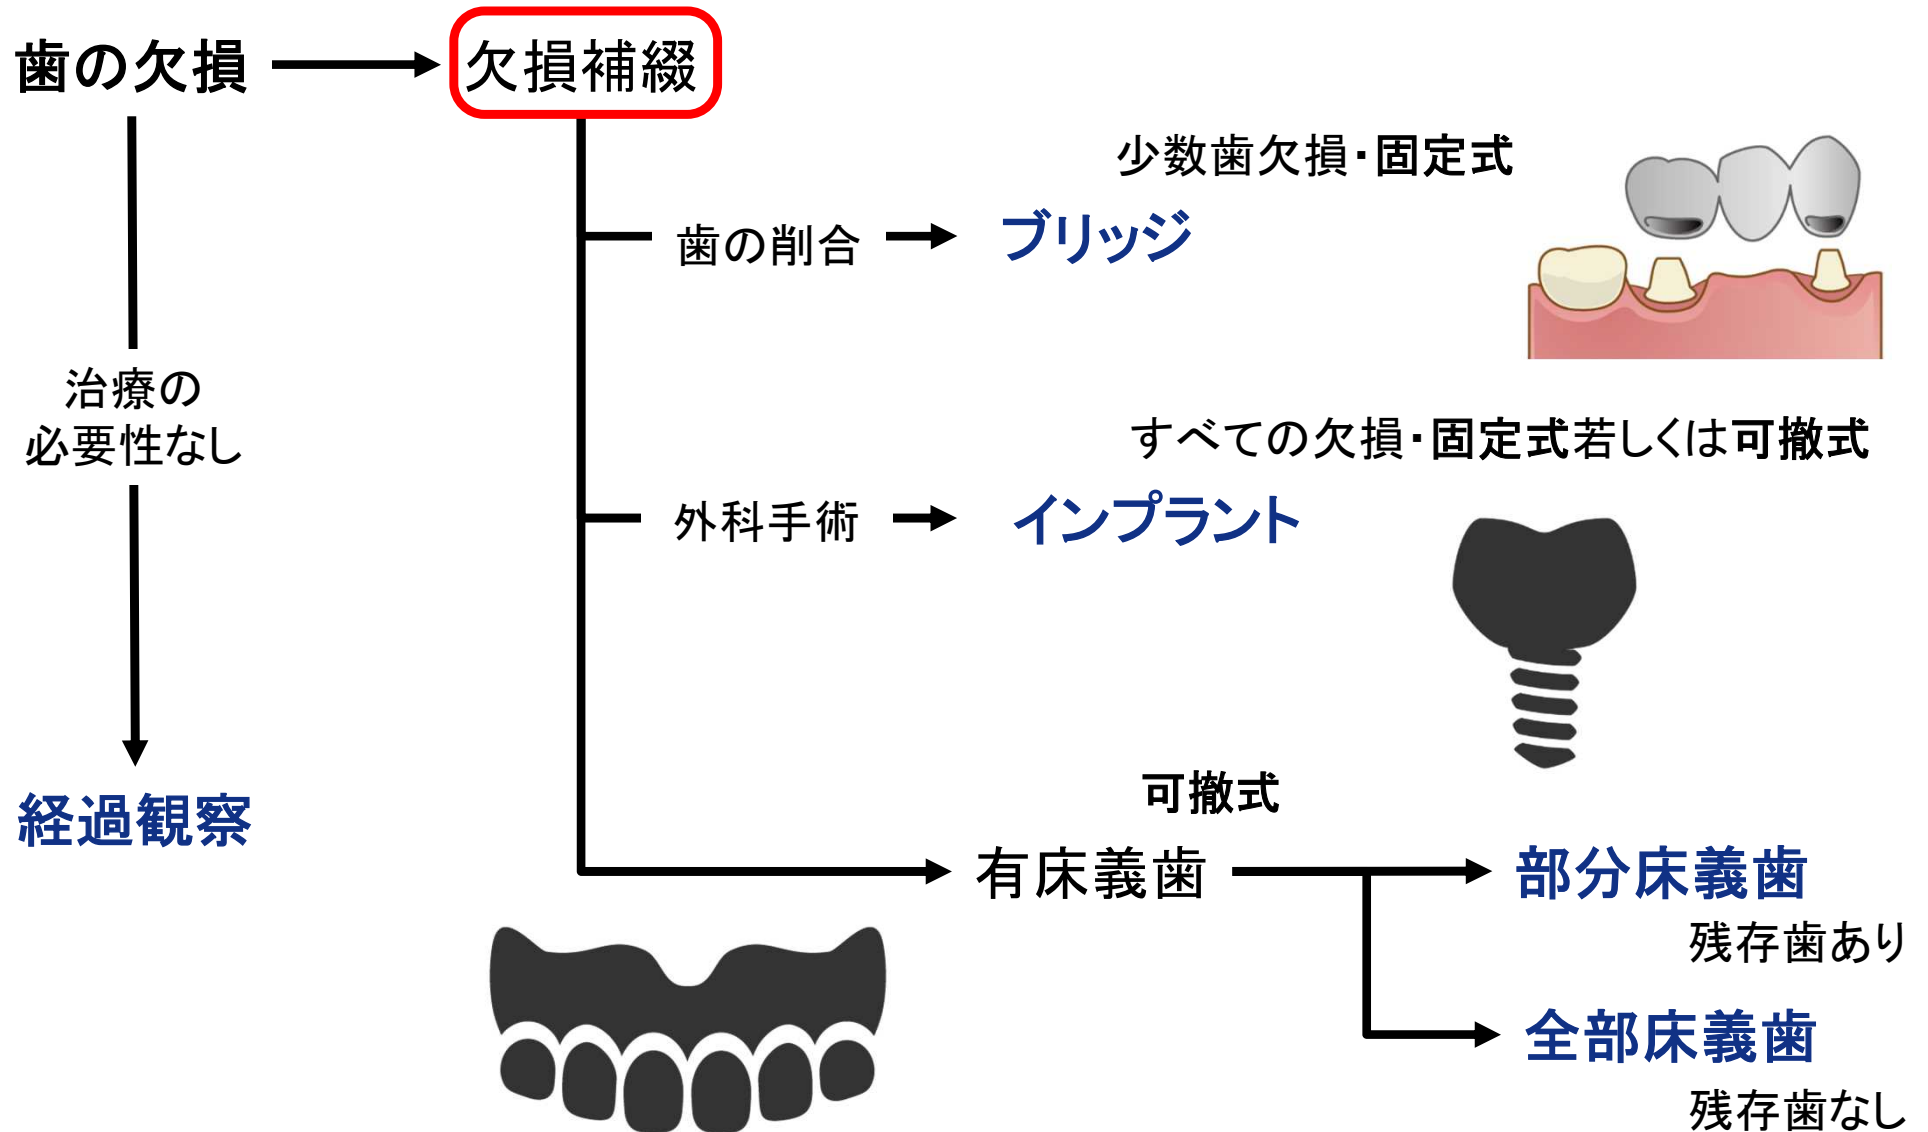 歯の欠損
欠損補綴
少数歯欠損・固定式
歯の削合
ブリッジ
治療の
必要性なし
すべての欠損・固定式若しくは可撤式
外科手術
インプラント
経過観察
可撤式
有床義歯
部分床義歯
残存歯あり
全部床義歯
残存歯なし